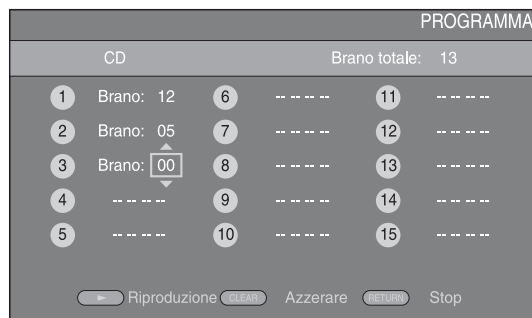 PROGRAMMA
CD Brano totale: 13
1 Brano: 12 6 -- -- -- -- 11 -- -- -- --
2 Brano: 05 7 -- -- -- -- 12 -- -- -- --
3 Brano: 00 8 -- -- -- -- 13 -- -- -- --
4 -- -- -- -- 9 -- -- -- -- 14 -- -- -- --
5 -- -- -- -- 10 -- -- -- -- 15 -- -- -- --
Riproduzione CLEAR Azzerare RETURN Stop